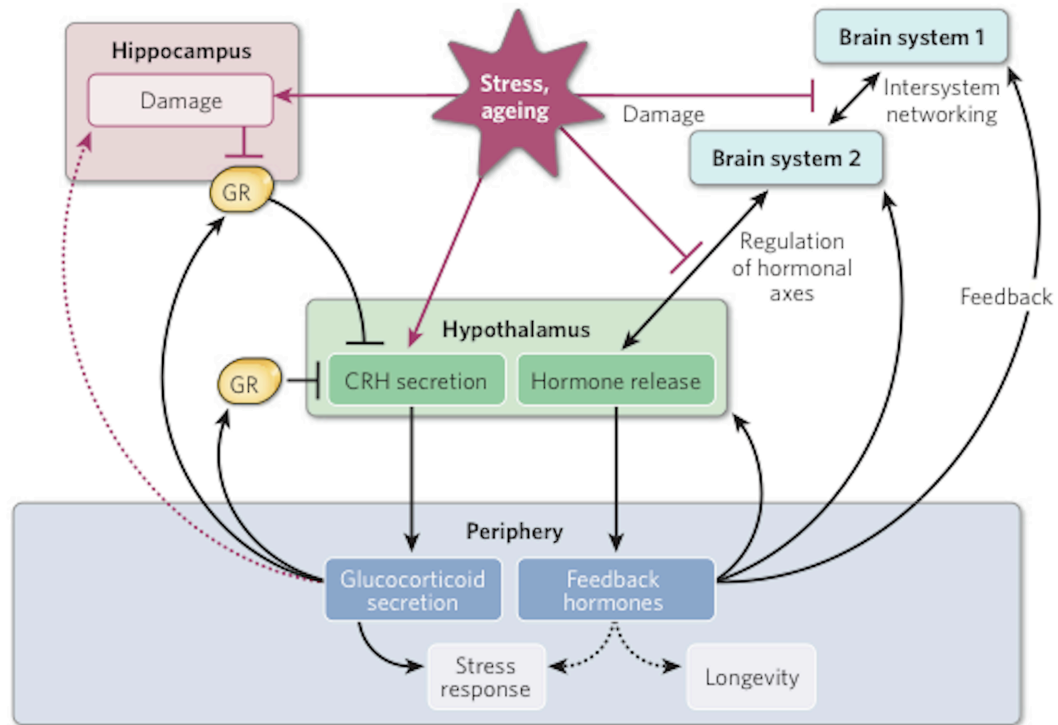 Hippocampus
Damage
GR
Stress,
ageing
Damage
Brain system 1
Intersystem
networking
Brain system 2
Regulation
of hormonal
axes
Feedback
Hypothalamus
CRH secretion
Hormone release
GR
Periphery
Glucocorticoid
secretion
Feedback
hormones
Stress
response
Longevity